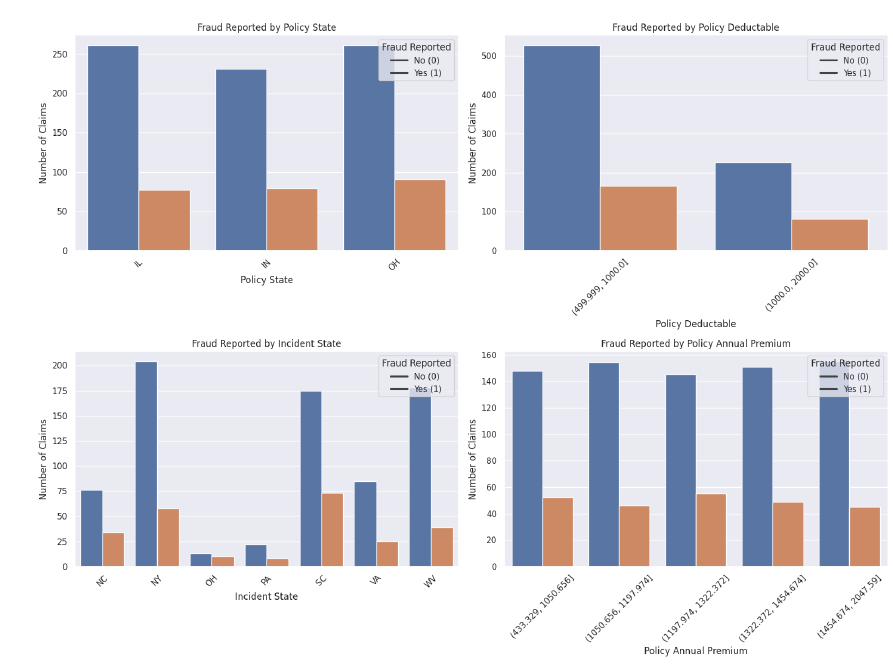 Fraud Reported by Policy State
Number of Claims
250
200
150
100
50
0
Fraud Reported
No (0)
Yes (1)
IL
IN
OH
Policy State
Fraud Reported by Policy Deductable
Number of Claims
500
400
300
200
100
0
Fraud Reported
No (0)
Yes (1)
(499.999, 1000.0]
(1000.0, 2000.0]
Policy Deductable
Fraud Reported by Incident State
Number of Claims
200
175
150
125
100
75
50
25
0
Fraud Reported
No (0)
Yes (1)
NC
NY
OH
PA
SC
VA
WV
Incident State
Fraud Reported by Policy Annual Premium
Number of Claims
160
140
120
100
80
60
40
20
0
Fraud Reported
No (0)
Yes (1)
(433.329, 1050.656]
(1050.656, 1197.974]
(1197.974, 1322.372]
(1322.372, 1454.674]
(1454.674, 2047.59]
Policy Annual Premium